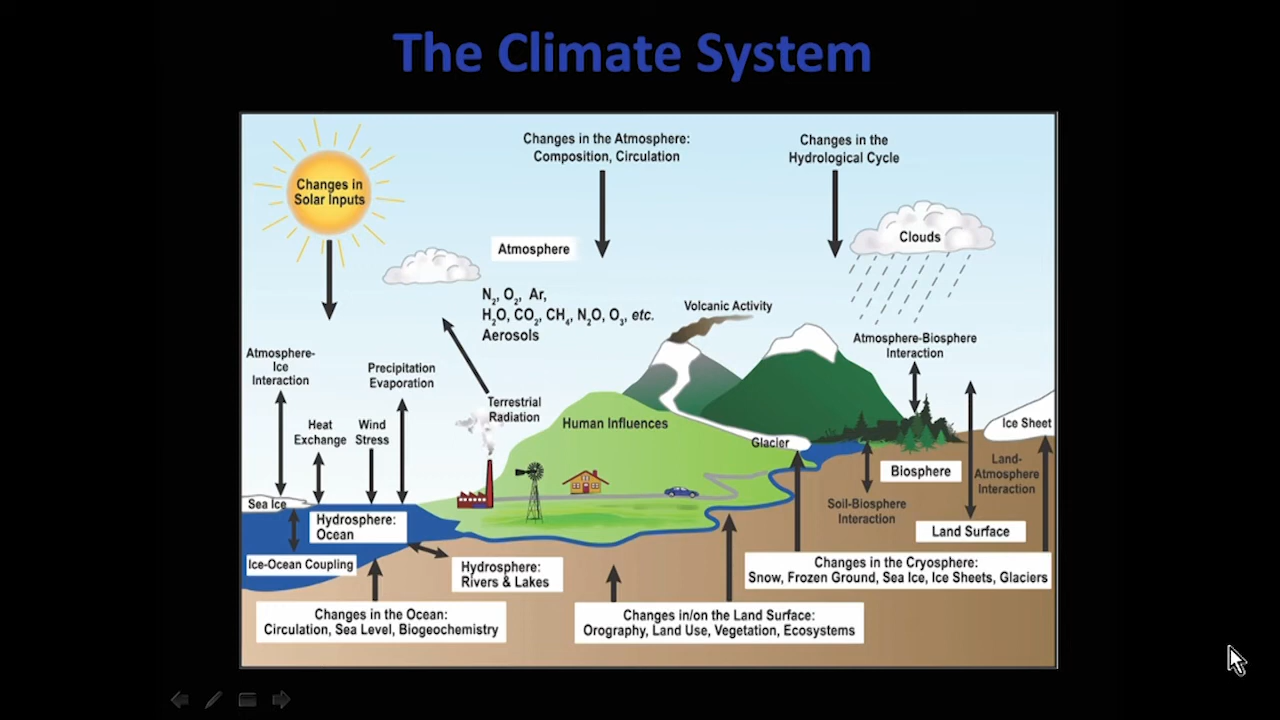 The Climate System
Changes in
Solar Inputs
Changes in the Atmosphere:
Composition, Circulation
Changes in the
Hydrological Cycle
Clouds
Atmosphere
N₂, O₂, Ar,
H₂O, CO₂, CH₄, N₂O, O₃, etc.
Aerosols
Volcanic Activity
Atmosphere-Biosphere
Interaction
Atmosphere-
Ice
Interaction
Precipitation
Evaporation
Heat
Exchange
Wind
Stress
Terrestrial
Radiation
Human Influences
Glacier
Ice Sheet
Biosphere
Land-
Atmosphere
Interaction
Soil-Biosphere
Interaction
Land Surface
Sea Ice
Hydrosphere:
Ocean
Ice-Ocean Coupling
Hydrosphere:
Rivers & Lakes
Changes in the Cryosphere:
Snow, Frozen Ground, Sea Ice, Ice Sheets, Glaciers
Changes in the Ocean:
Circulation, Sea Level, Biogeochemistry
Changes in/on the Land Surface:
Orography, Land Use, Vegetation, Ecosystems